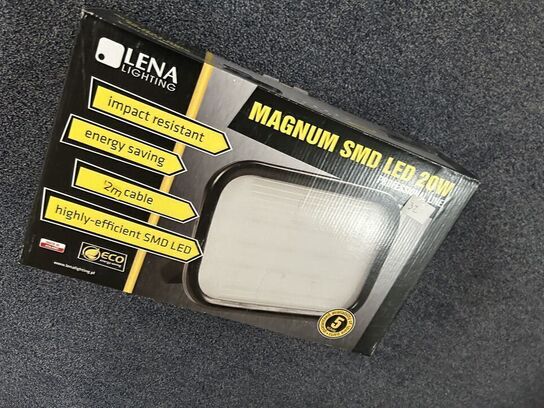 LENA
LIGHTING
MAGNUM SMD LED 20W
impact resistant
energy saving
2m cable
highly-efficient SMD LED
ECO
www.lenalighting.pl
5